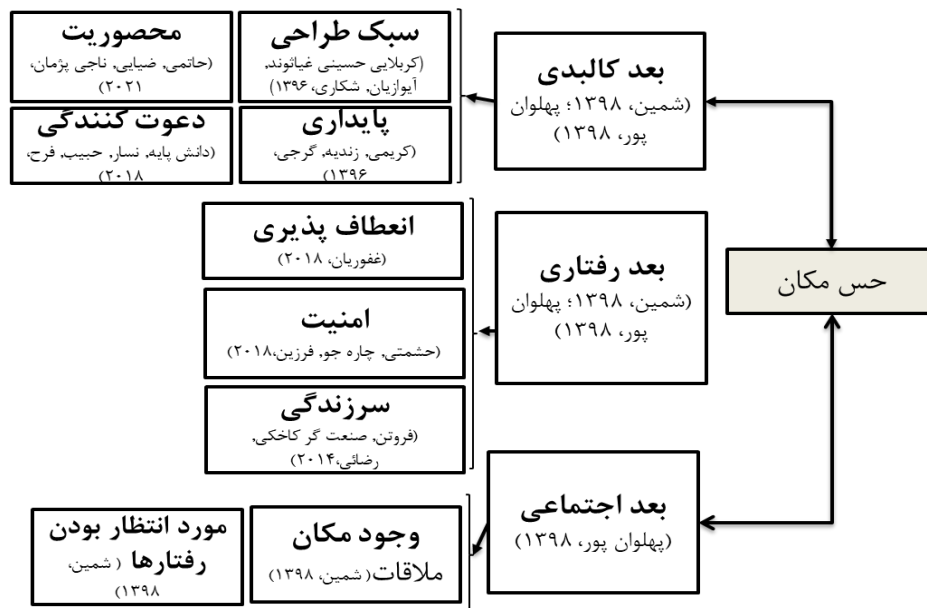 حس مکان
بعد کالبدی
(شمین، ۱۳۹۸؛ پهلوان
پور، ۱۳۹۸)
سبک طراحی
(کربلایی حسینی غیاثوند,
آیوازیان, شکاری، ۱۳۹۶)
محصوریت
(حاتمی، ضیایی، ناجی پژمان،
۲۰۲۱)
پایداری
(کریمی, زندیه, گرجی،
۱۳۹۶)
دعوت کنندگی
(دانش پایه, نسار, حبیب, فرح،
۲۰۱۸)
بعد رفتاری
(شمین، ۱۳۹۸؛ پهلوان
پور، ۱۳۹۸)
انعطاف پذیری
(غفوریان، ۲۰۱۸)
امنیت
(حشمتی, چاره جو, فرزین،۲۰۱۸)
سرزندگی
(فروتن, صنعت گر کاخکی,
رضائی،۲۰۱۴)
بعد اجتماعی
(پهلوان پور، ۱۳۹۸)
وجود مکان
ملاقات( شمین، ۱۳۹۸)
مورد انتظار بودن
رفتارها ( شمین،
۱۳۹۸)